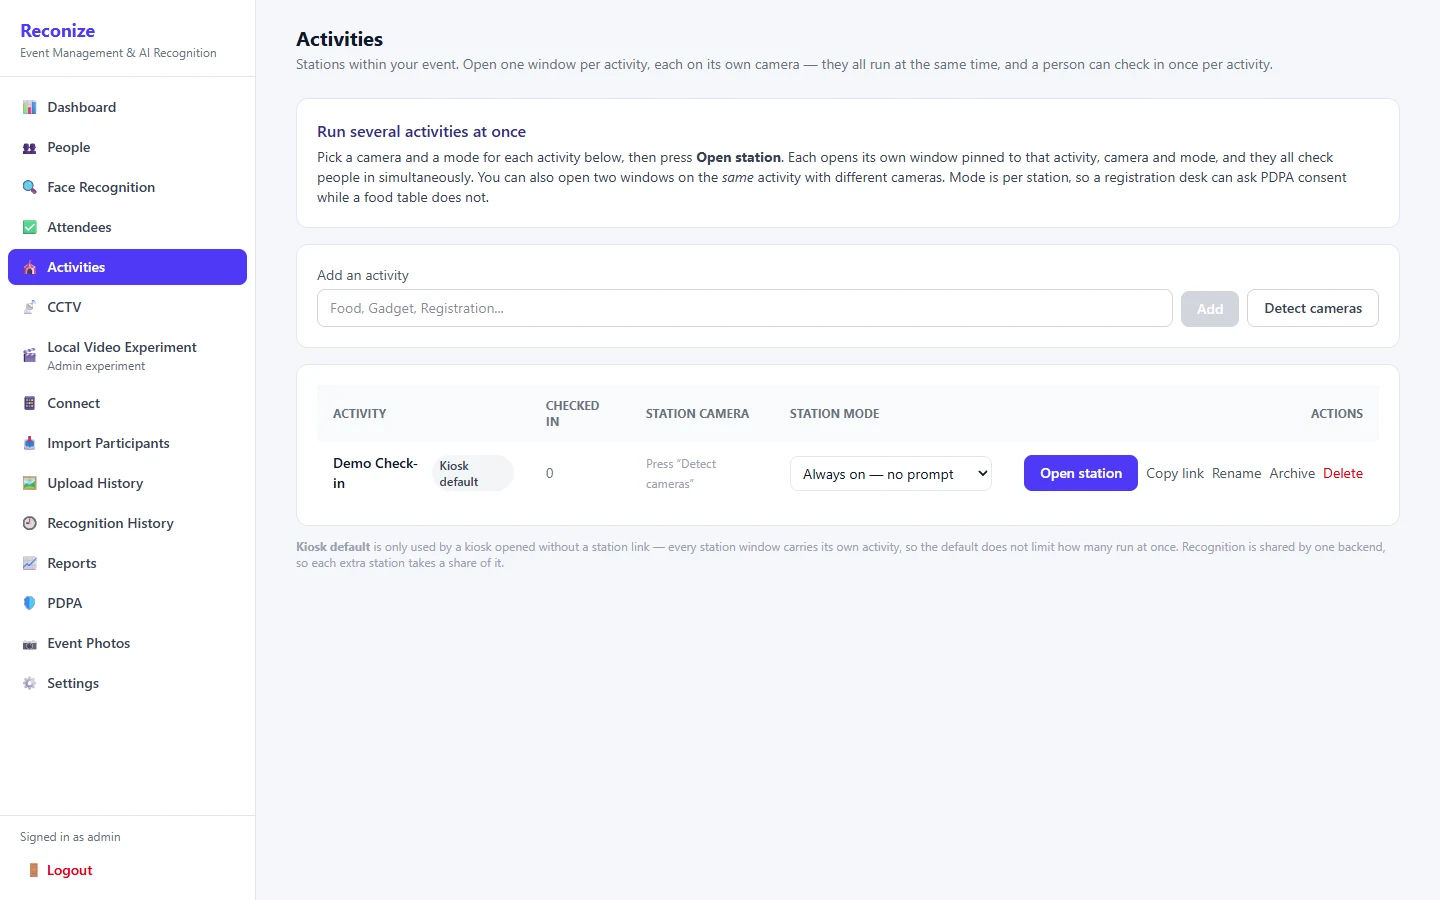 Reconize
Event Management & AI Recognition
Dashboard
People
Face Recognition
Attendees
Activities
CCTV
Local Video Experiment
Admin experiment
Connect
Import Participants
Upload History
Recognition History
Reports
PDPA
Event Photos
Settings
Signed in as admin
Logout
Activities
Stations within your event. Open one window per activity, each on its own camera — they all run at the same time, and a person can check in once per activity.
Run several activities at once
Pick a camera and a mode for each activity below, then press Open station. Each opens its own window pinned to that activity, camera and mode, and they all check
people in simultaneously. You can also open two windows on the same activity with different cameras. Mode is per station, so a registration desk can ask PDPA consent
while a food table does not.
Add an activity
Food, Gadget, Registration...
Add
Detect cameras
ACTIVITY
CHECKED
IN
STATION CAMERA
STATION MODE
ACTIONS
Demo Check-
in
Kiosk
default
0
Press “Detect
cameras”
Always on — no prompt
Open station
Copy link
Rename
Archive
Delete
Kiosk default is only used by a kiosk opened without a station link — every station window carries its own activity, so the default does not limit how many run at once. Recognition is shared by one backend,
so each extra station takes a share of it.